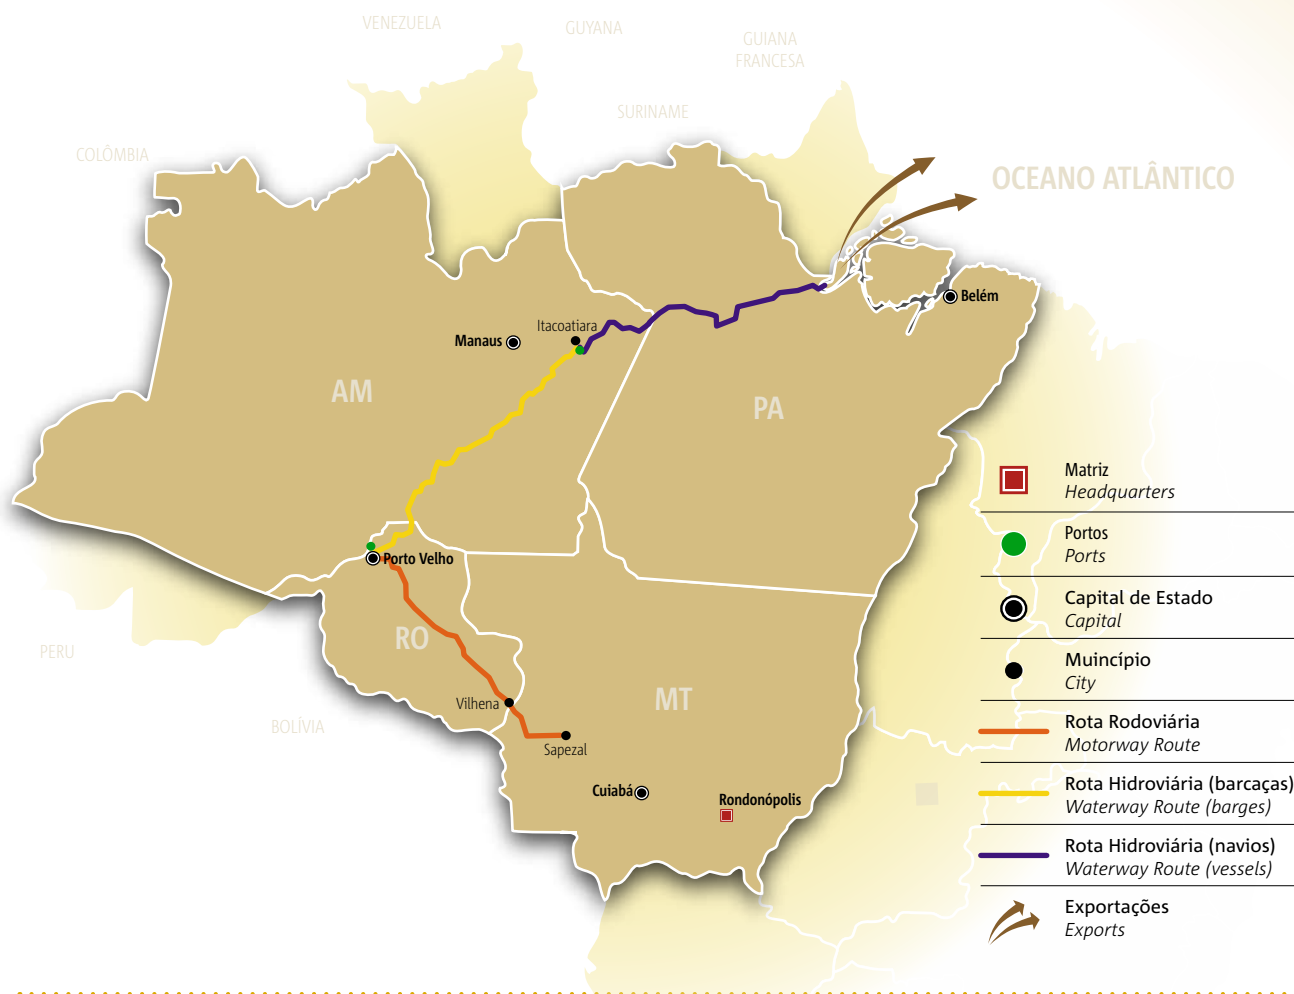 VENEZUELA
GUYANA
GUIANA
FRANCESA
SURINAME
COLÓMBIA
OCEANO ATLÂNTICO
Belém
Itacoatiara
Manaus
AM
PA
Porto Velho
RO
PERU
MT
Vilhena
BOLÍVIA
Sapezal
Cuiabá
Rondonópolis
Matriz
Headquarters
Portos
Ports
Capital de Estado
Capital
Muincípio
City
Rota Rodoviária
Motorway Route
Rota Hidroviária (barcaças)
Waterway Route (barges)
Rota Hidroviária (navios)
Waterway Route (vessels)
Exportações
Exports